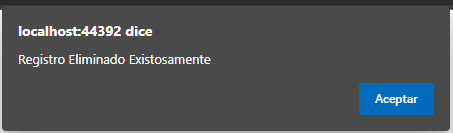 localhost:44392 dice
Registro Eliminado Existosamente
Aceptar